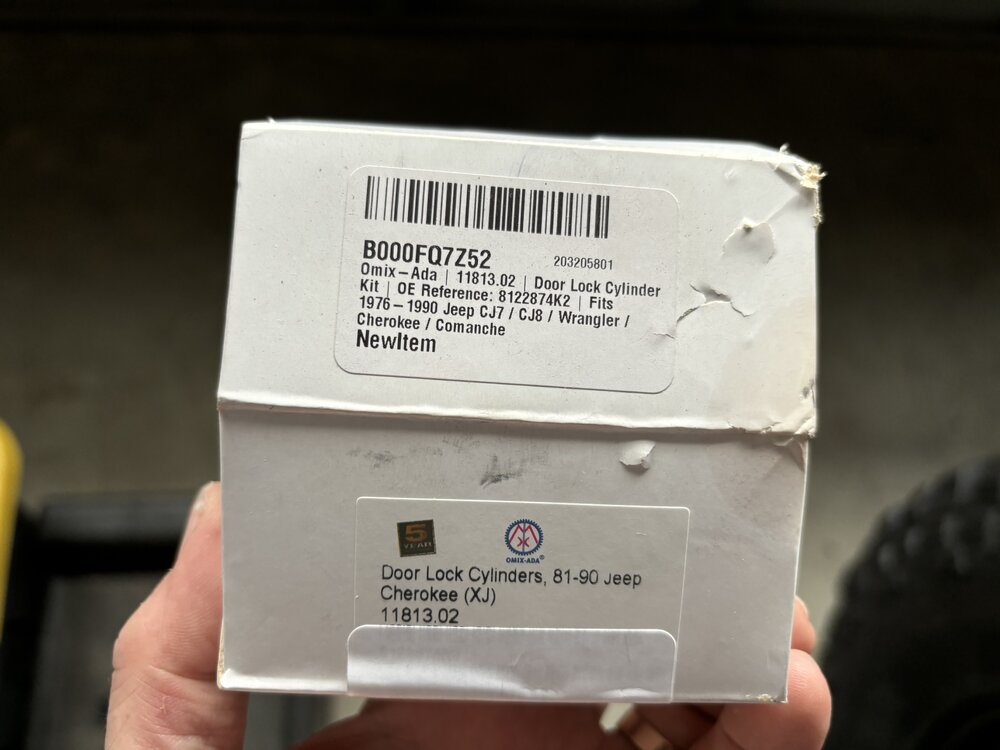 B000FQ7Z52 203205801
Omix-Ada | 11813.02 | Door Lock Cylinder
Kit | OE Reference: 8122874K2 | Fits
1976-1990 Jeep CJ7 / CJ8 / Wrangler /
Cherokee / Comanche
NewItem
5
YEAR
OMIX-ADA®
Door Lock Cylinders, 81-90 Jeep
Cherokee (XJ)
11813.02